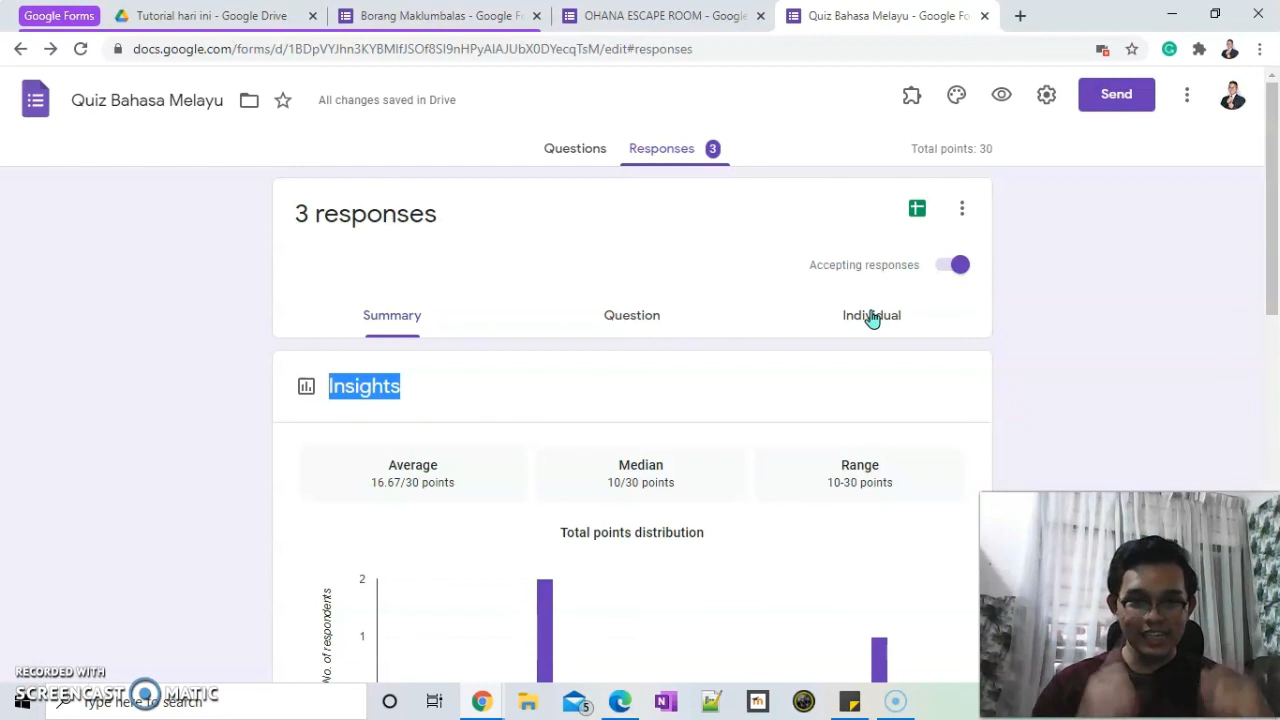 Google Forms
Tutorial hari ini - Google Drive
Borang Maklumbalas - Google F
OHANA ESCAPE ROOM - Google
Quiz Bahasa Melayu - Google Fo
docs.google.com/forms/d/1BDpVYJhn3KYBMIfJSOf8SI9nHPyAIAJUbX0DYecqTsM/edit#responses
Quiz Bahasa Melayu
All changes saved in Drive
Send
Questions
Responses 3
Total points: 30
3 responses
Accepting responses
Summary
Question
Individual
Insights
Average
16.67/30 points
Median
10/30 points
Range
10-30 points
Total points distribution
2
1
No. of respondents
RECORDED WITH
SCREENCAST MATIC
Type here to search
5